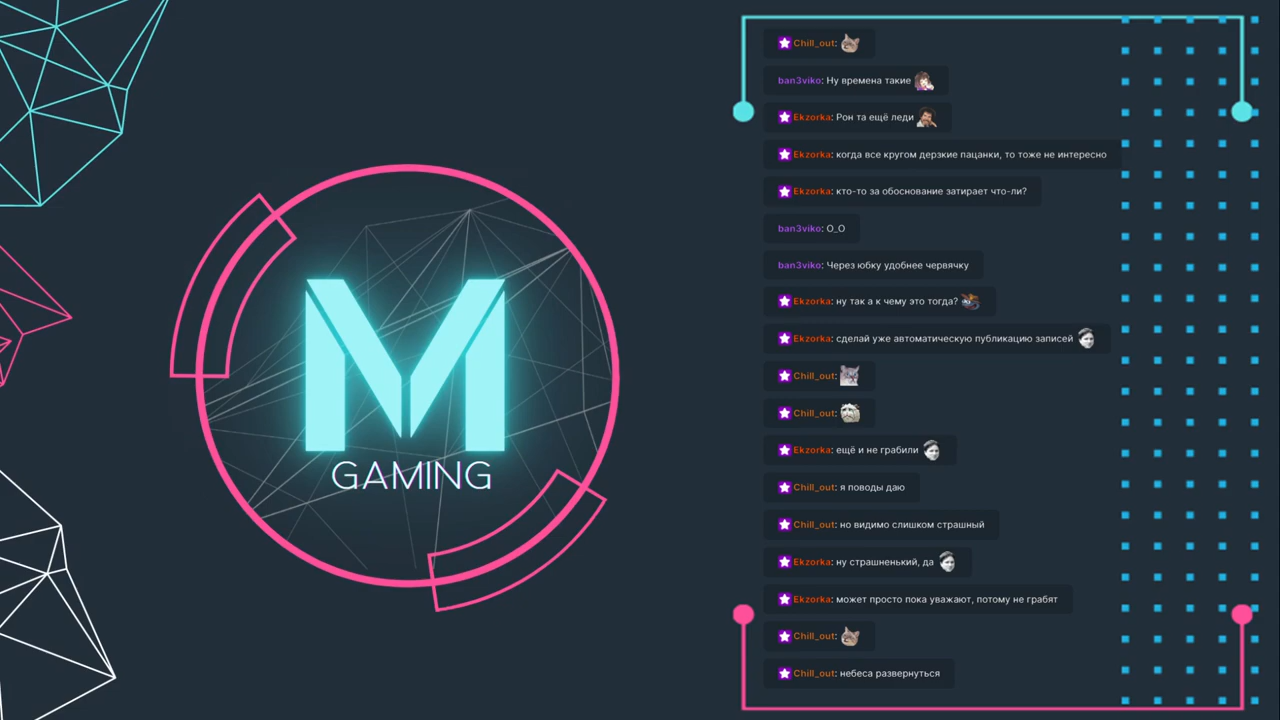 M
GAMING
Chill_out:
ban3viko: Ну времена такие
Ekzorka: Рон та ещё леди
Ekzorka: когда все кругом дерзкие пацанки, то тоже не интересно
Ekzorka: кто-то за обоснование затирает что-ли?
ban3viko: О_О
ban3viko: Через юбку удобнее червячку
Ekzorka: ну так а к чему это тогда?
Ekzorka: сделай уже автоматическую публикацию записей
Chill_out:
Chill_out:
Ekzorka: ещё и не грабили
Chill_out: я поводы даю
Chill_out: но видимо слишком страшный
Ekzorka: ну страшненький, да
Ekzorka: может просто пока уважают, потому не грабят
Chill_out:
Chill_out: небеса развернуться